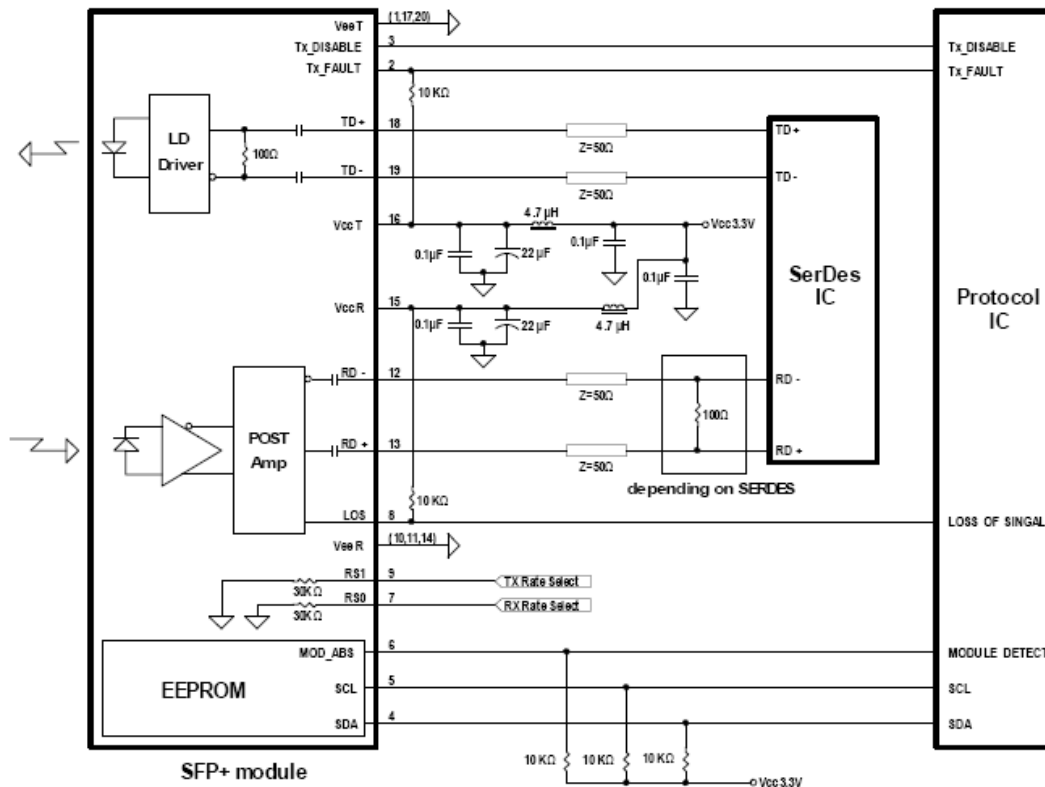 VeeT
(1,17,20)
Tx_DISABLE
3
Tx_DISABLE
Tx_FAULT
2
Tx_FAULT
10 KΩ
LD
Driver
100Ω
TD+
18
Z=50Ω
TD+
TD-
19
Z=50Ω
TD-
VccT
16
4.7 µH
Vcc3.3V
0.1µF
22 µF
0.1µF
0.1µF
SerDes
IC
Protocol
IC
VccR
15
0.1µF
22 µF
4.7 µH
RD -
12
Z=50Ω
RD -
100Ω
POST
Amp
RD +
13
Z=50Ω
RD +
depending on SERDES
10 KΩ
LOS
8
LOSS OF SINGAL
VeeR
(10,11,14)
RS1
9
TX Rate Select
30KΩ
RS0
7
RX Rate Select
30KΩ
MOD_ABS
6
MODULE DETECT
EEPROM
SCL
5
SCL
SDA
4
SDA
10 KΩ
10 KΩ
10 KΩ
Vcc3.3V
SFP+ module